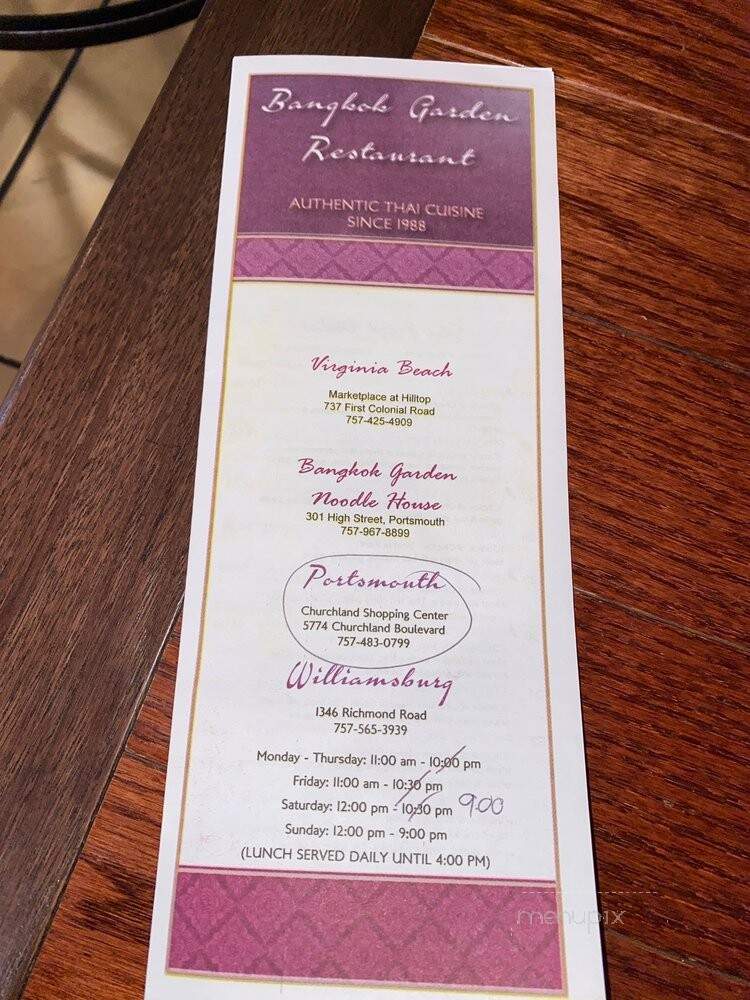 Bangkok Garden
Restaurant
AUTHENTIC THAI CUISINE
SINCE 1988
Virginia Beach
Marketplace at Hilltop
737 First Colonial Road
757-425-4909
Bangkok Garden
Noodle House
301 High Street, Portsmouth
757-967-8899
Portsmouth
Churchland Shopping Center
5774 Churchland Boulevard
757-483-0799
Williamsburg
1346 Richmond Road
757-565-3939
Monday - Thursday: 11:00 am - 10:00 pm
Friday: 11:00 am - 10:30 pm
Saturday: 12:00 pm - 10:30 pm 9:00
Sunday: 12:00 pm - 9:00 pm
(LUNCH SERVED DAILY UNTIL 4:00 PM)
menupix